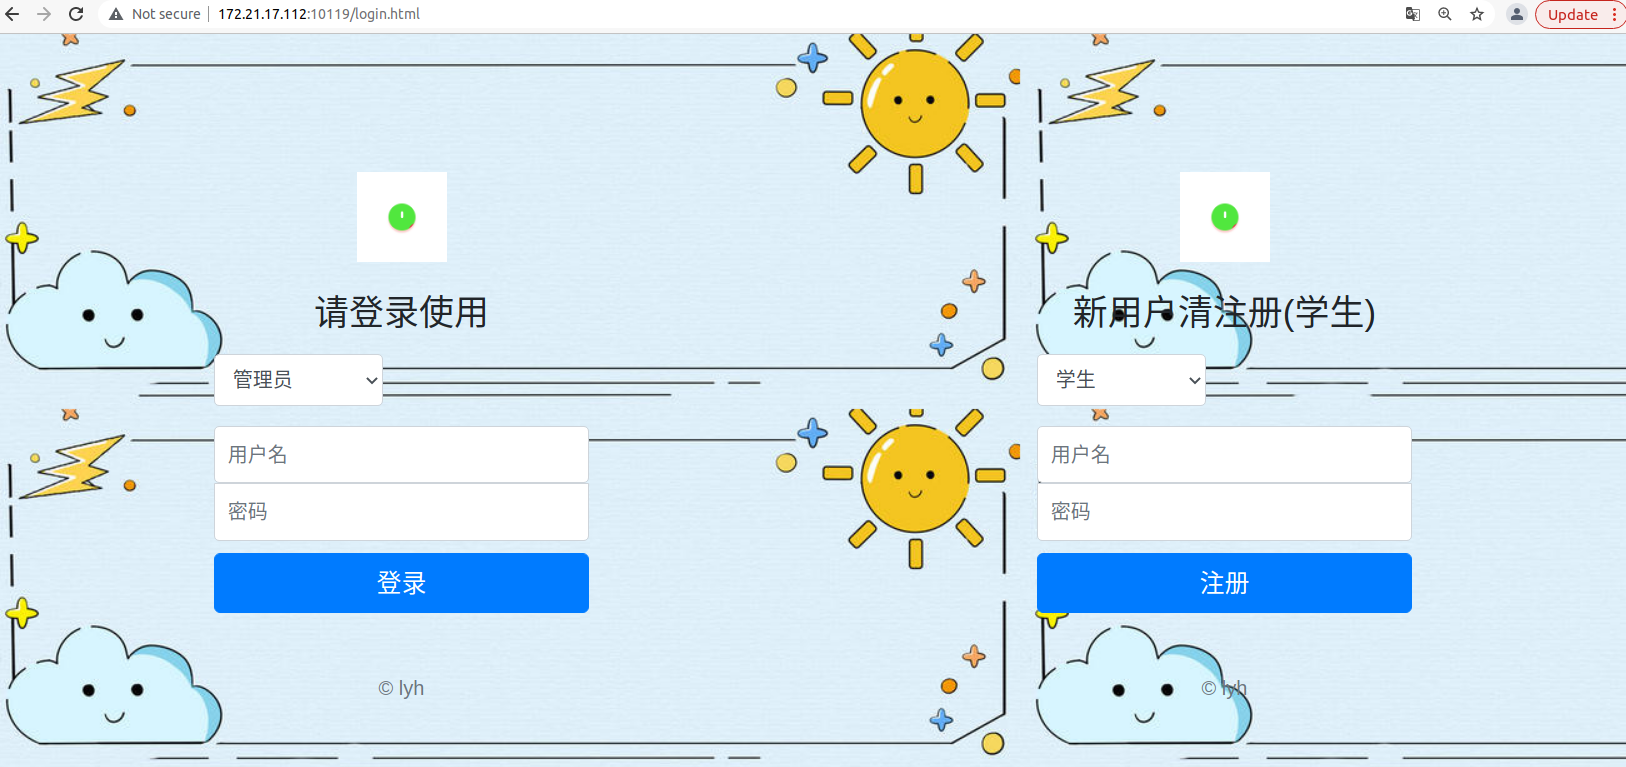 Not secure
172.21.17.112:10119/login.html
Update
请登录使用
管理员
用户名
密码
登录
© lyh
新用户清注册(学生)
学生
用户名
密码
注册
© lyh